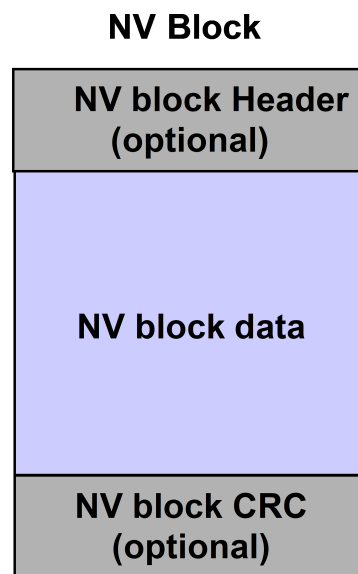 NV Block
NV block Header
(optional)
NV block data
NV block CRC
(optional)